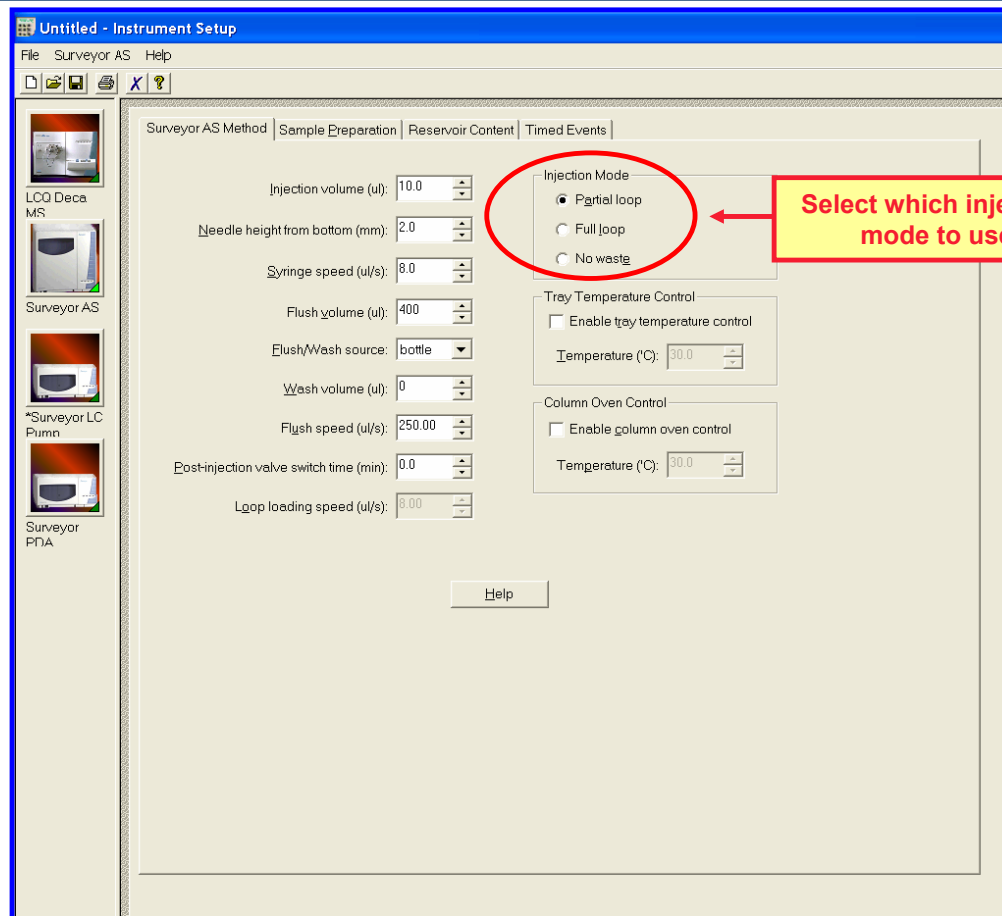 Untitled - Instrument Setup
File Surveyor AS Help
LCQ Deca
MS
Surveyor AS
*Surveyor LC
Pump
Surveyor
PDA
Surveyor AS Method Sample Preparation Reservoir Content Timed Events
Injection volume (ul): 10.0
Needle height from bottom (mm): 2.0
Syringe speed (ul/s): 8.0
Flush volume (ul): 400
Flush/Wash source: bottle
Wash volume (ul): 0
Flush speed (ul/s): 250.00
Post-injection valve switch time (min): 0.0
Loop loading speed (ul/s): 8.00
Injection Mode
Partial loop
Full loop
No waste
Select which inje
mode to use
Tray Temperature Control
Enable tray temperature control
Temperature ('C): 30.0
Column Oven Control
Enable column oven control
Temperature ('C): 30.0
Help